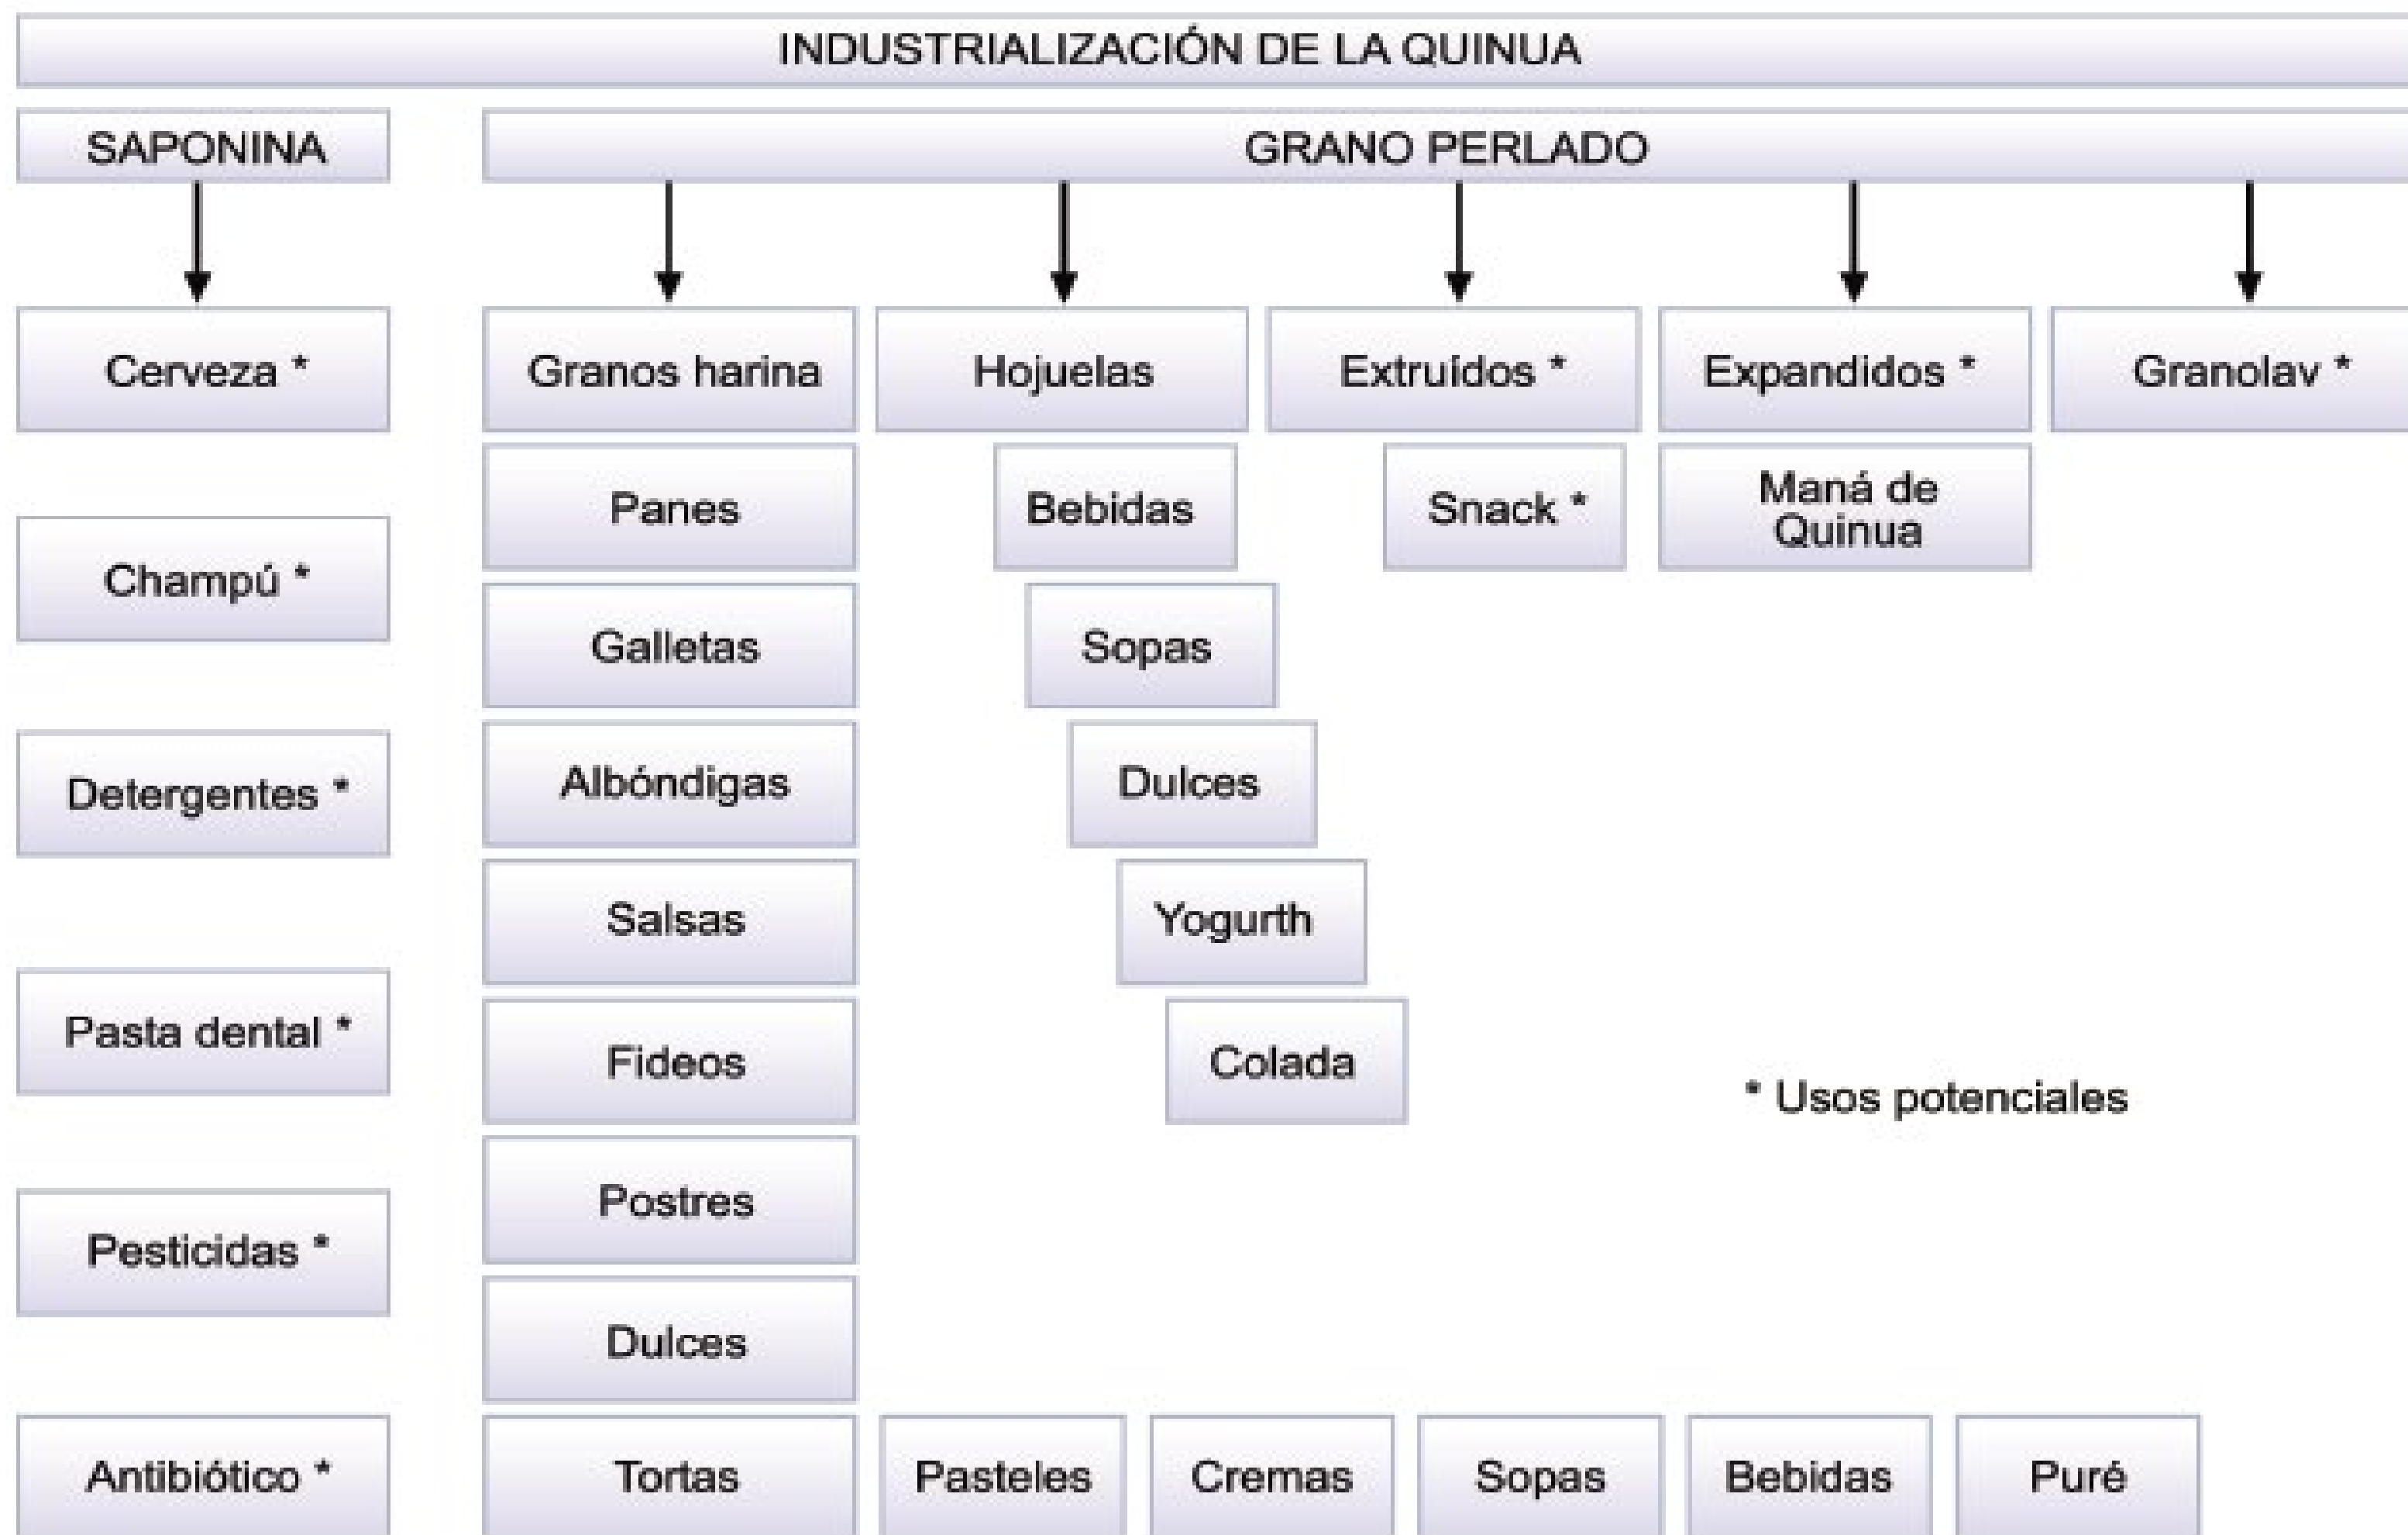 INDUSTRIALIZACIÓN DE LA QUINUA
SAPONINA
GRANO PERLADO
Cerveza *
Granos harina
Hojuelas
Extruídos *
Expandidos *
Granolav *
Panes
Bebidas
Snack *
Maná de
Quinua
Champú *
Galletas
Sopas
Detergentes *
Albóndigas
Dulces
Salsas
Yogurth
Pasta dental *
Fideos
Colada
* Usos potenciales
Pesticidas *
Postres
Dulces
Antibiótico *
Tortas
Pasteles
Cremas
Sopas
Bebidas
Puré